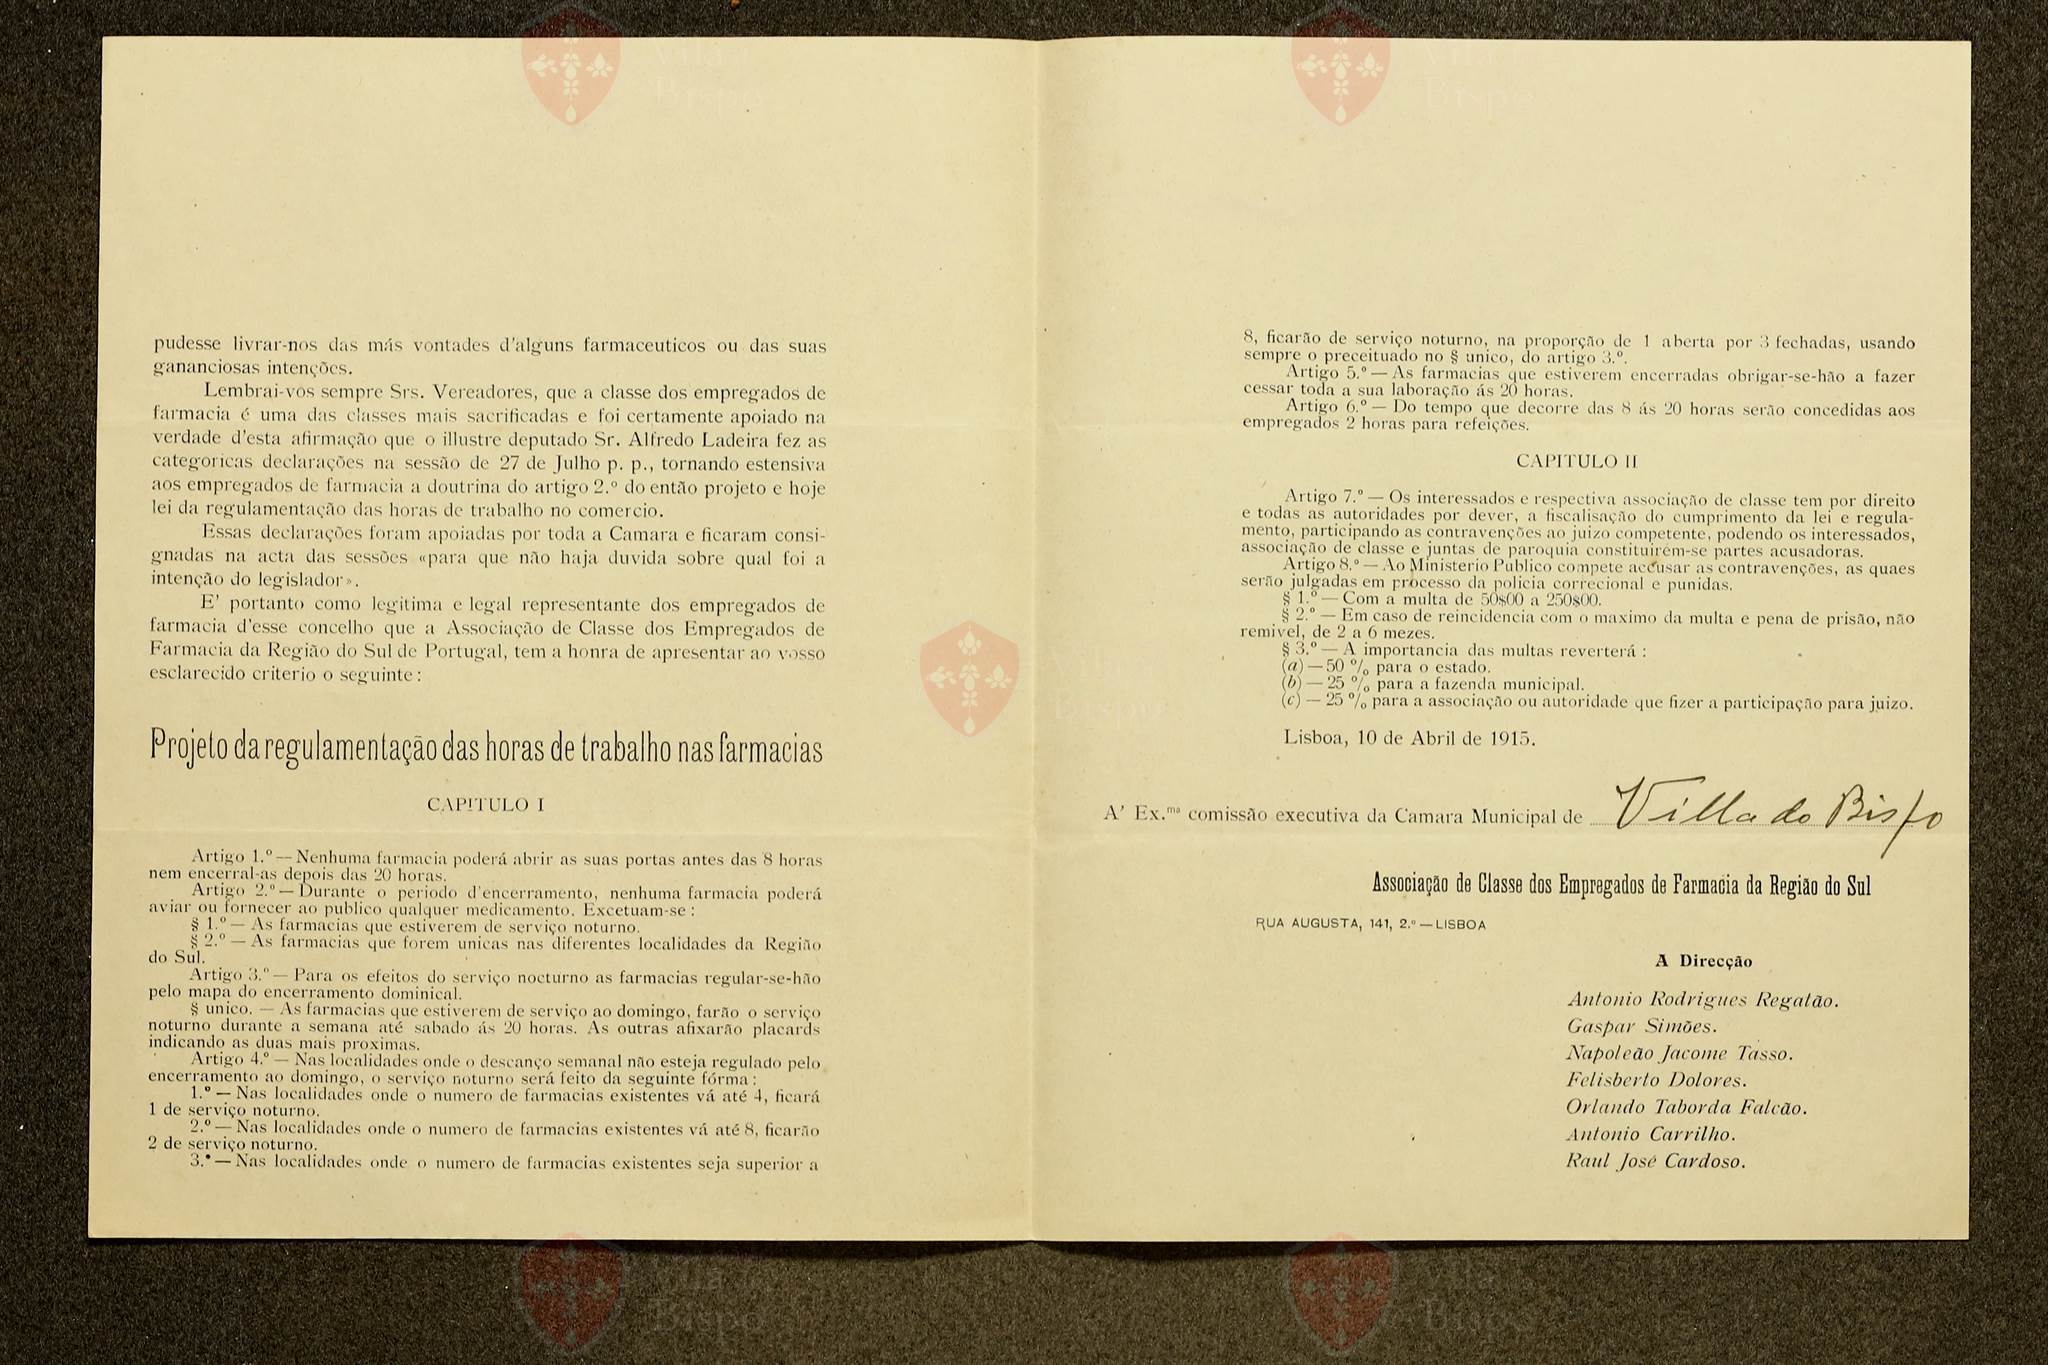 pudesse livrar-nos das más vontades d'alguns farmaceuticos ou das suas
gananciosas intenções.
Lembrai-vos sempre Srs. Vereadores, que a classe dos empregados de
farmacia é uma das classes mais sacrificadas e foi certamente apoiado na
verdade d'esta afirmação que o illustre deputado Sr. Alfredo Ladeira fez as
categoricas declarações na sessão de 27 de Julho p. p., tornando estensiva
aos empregados de farmacia a doutrina do artigo 2.º do então projeto e hoje
lei da regulamentação das horas de trabalho no comercio.
Essas declarações foram apoiadas por toda a Camara e ficaram consi-
gnadas na acta das sessões «para que não haja duvida sobre qual foi a
intenção do legislador».
E' portanto como legitima e legal representante dos empregados de
farmacia d'esse concelho que a Associação de Classe dos Empregados de
Farmacia da Região do Sul de Portugal, tem a honra de apresentar ao vosso
esclarecido criterio o seguinte:
Projeto da regulamentação das horas de trabalho nas farmacias
CAPITULO I
Artigo 1.º — Nenhuma farmacia poderá abrir as suas portas antes das 8 horas
nem encerral-as depois das 20 horas.
Artigo 2.º — Durante o periodo d'encerramento, nenhuma farmacia poderá
aviar ou fornecer ao publico qualquer medicamento. Excetuam-se:
§ 1.º — As farmacias que estiverem de serviço noturno.
§ 2.º — As farmacias que forem unicas nas diferentes localidades da Região
do Sul.
Artigo 3.º — Para os efeitos do serviço nocturno as farmacias regular-se-hão
pelo mapa do encerramento dominical.
§ unico. — As farmacias que estiverem de serviço ao domingo, farão o serviço
noturno durante a semana até sabado ás 20 horas. As outras afixarão placards
indicando as duas mais proximas.
Artigo 4.º — Nas localidades onde o descanço semanal não esteja regulado pelo
encerramento ao domingo, o serviço noturno será feito da seguinte fórma:
1.º — Nas localidades onde o numero de farmacias existentes vá até 4, ficará
1 de serviço noturno.
2.º — Nas localidades onde o numero de farmacias existentes vá até 8, ficarão
2 de serviço noturno.
3.º — Nas localidades onde o numero de farmacias existentes seja superior a
8, ficarão de serviço noturno, na proporção de 1 aberta por 3 fechadas, usando
sempre o preceituado no § unico, do artigo 3.º.
Artigo 5.º — As farmacias que estiverem encerradas obrigar-se-hão a fazer
cessar toda a sua laboração ás 20 horas.
Artigo 6.º — Do tempo que decorre das 8 ás 20 horas serão concedidas aos
empregados 2 horas para refeições.
CAPITULO II
Artigo 7.º — Os interessados e respectiva associação de classe tem por direito
e todas as autoridades por dever, a fiscalisação do cumprimento da lei e regula-
mento, participando as contravenções ao juizo competente, podendo os interessados,
associação de classe e juntas de paroquia constituirem-se partes acusadoras.
Artigo 8.º — Ao Ministerio Publico compete accusar as contravenções, as quaes
serão julgadas em processo da policia correcional e punidas.
§ 1.º — Com a multa de 50$00 a 250$00.
§ 2.º — Em caso de reincidencia com o maximo da multa e pena de prisão, não
remivel, de 2 a 6 mezes.
§ 3.º — A importancia das multas reverterá:
(a) — 50 % para o estado.
(b) — 25 % para a fazenda municipal.
(c) — 25 % para a associação ou autoridade que fizer a participação para juizo.
Lisboa, 10 de Abril de 1915.
A' Ex.ma comissão executiva da Camara Municipal de Villa do Bispo
Associação de Classe dos Empregados de Farmacia da Região do Sul
RUA AUGUSTA, 141, 2.º — LISBOA
A Direcção
Antonio Rodrigues Regatão.
Gaspar Simões.
Napoleão Jacome Tasso.
Felisberto Dolores.
Orlando Taborda Falcão.
Antonio Carrilho.
Raul José Cardoso.